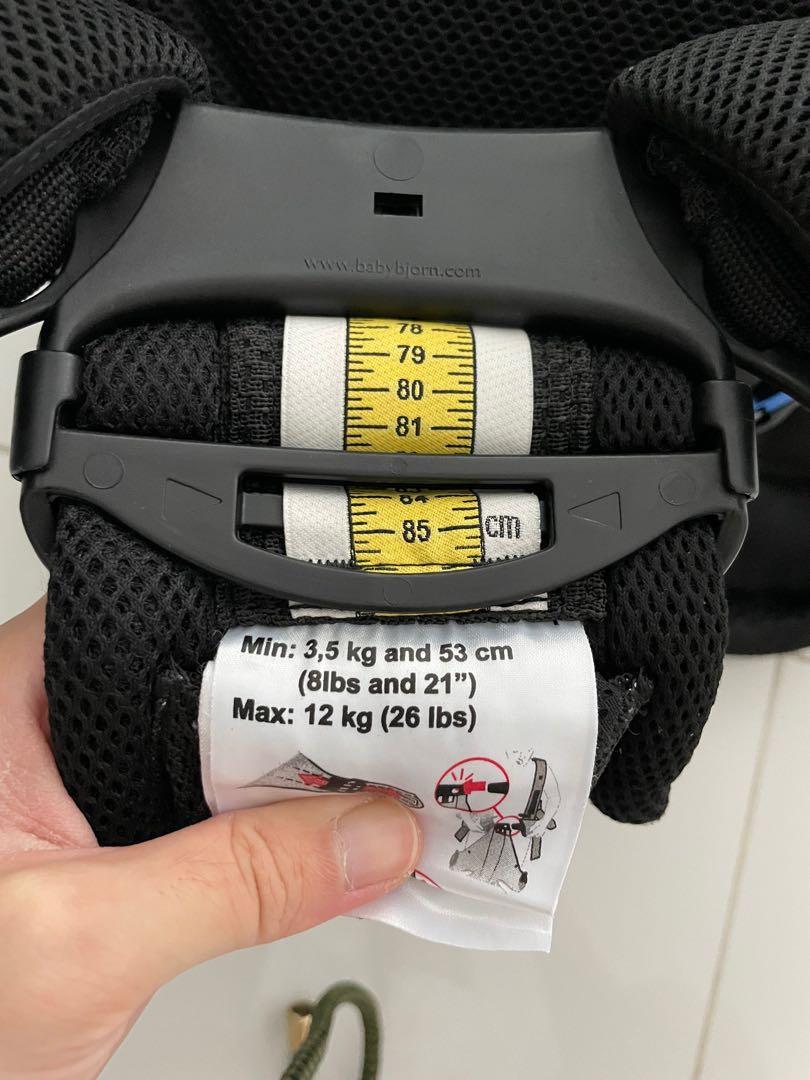 www.babybjorn.com
78
79
80
81
84
85 cm
Min: 3,5 kg and 53 cm
(8lbs and 21”)
Max: 12 kg (26 lbs)